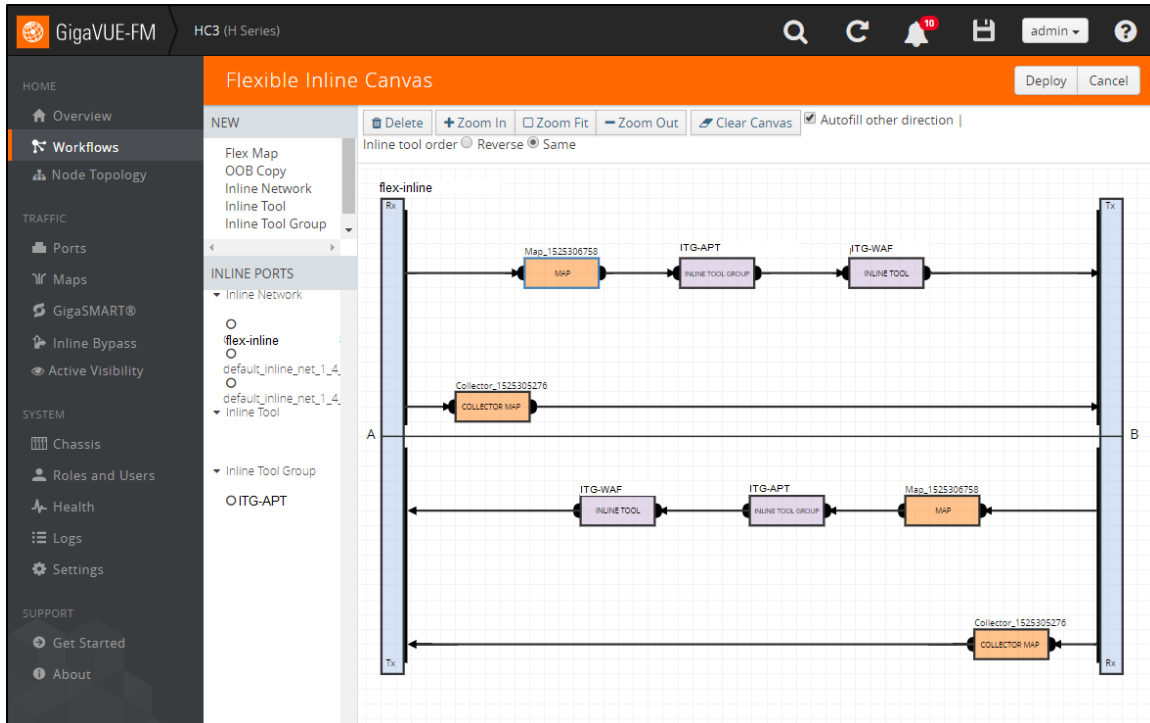 GigaVUE-FM
HC3 (H Series)
10
admin
?
HOME
Overview
Workflows
Node Topology
TRAFFIC
Ports
Maps
GigaSMART®
Inline Bypass
Active Visibility
SYSTEM
Chassis
Roles and Users
Health
Logs
Settings
SUPPORT
Get Started
About
Flexible Inline Canvas
Deploy
Cancel
NEW
Flex Map
OOB Copy
Inline Network
Inline Tool
Inline Tool Group
INLINE PORTS
Inline Network
flex-inline
default_inline_net_1_4_
default_inline_net_1_4_
Inline Tool
Inline Tool Group
ITG-APT
Delete
Zoom In
Zoom Fit
Zoom Out
Clear Canvas
Autofill other direction |
Inline tool order Reverse Same
flex-inline
Rx
Tx
Map_1525306758
MAP
ITG-APT
INLINE TOOL GROUP
ITG-WAF
INLINE TOOL
Collector_1525305276
COLLECTOR MAP
A
B
ITG-WAF
INLINE TOOL
ITG-APT
INLINE TOOL GROUP
Map_1525306758
MAP
Collector_1525305276
COLLECTOR MAP
Tx
Rx